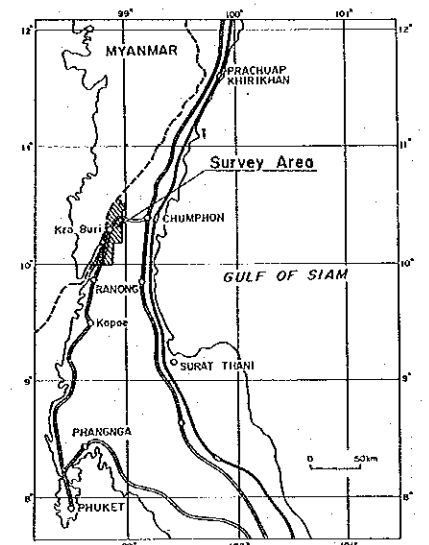 99° 100° 101°
12° 12°
MYANMAR
PRACHUAP
KHIRIKHAN
11° 11°
Survey Area
Kra Buri
CHUMPHON
10° 10°
GULF OF SIAM
RANONG
Kapoe
SURAT THANI
9° 9°
PHANGNGA
0 50km
8° 8°
PHUKET